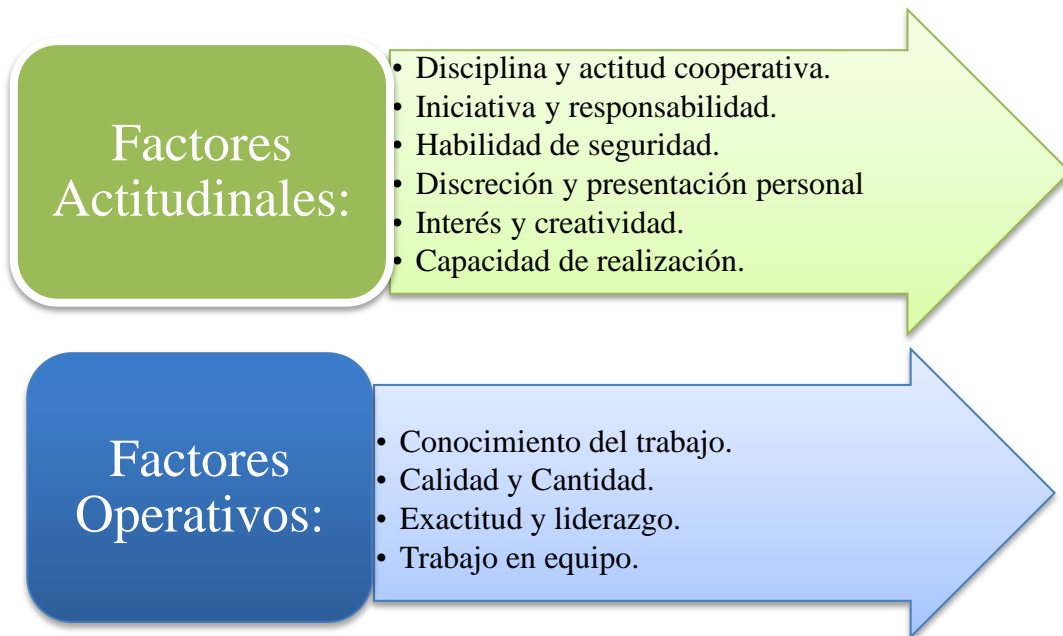 Factores
Actitudinales:
• Disciplina y actitud cooperativa.
• Iniciativa y responsabilidad.
• Habilidad de seguridad.
• Discreción y presentación personal
• Interés y creatividad.
• Capacidad de realización.
Factores
Operativos:
• Conocimiento del trabajo.
• Calidad y Cantidad.
• Exactitud y liderazgo.
• Trabajo en equipo.